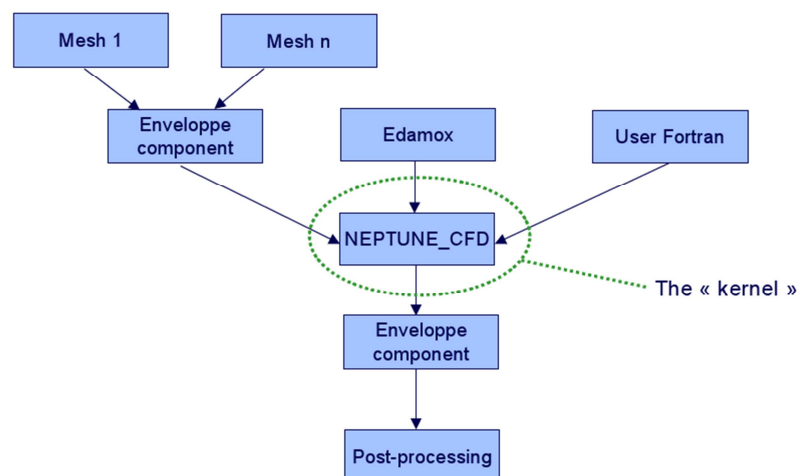 Mesh 1
Mesh n
Enveloppe
component
Edamox
User Fortran
NEPTUNE_CFD
The « kernel »
Enveloppe
component
Post-processing